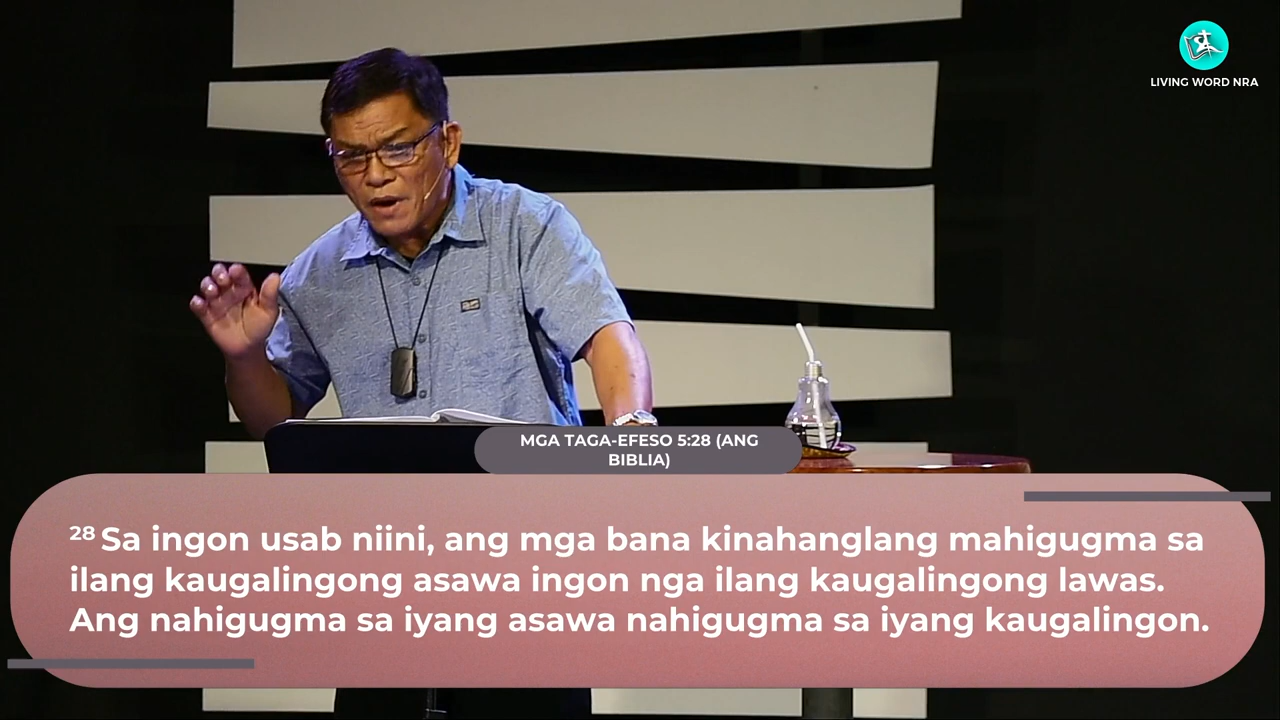 LIVING WORD NRA
MGA TAGA-EFESO 5:28 (ANG
BIBLIA)
28 Sa ingon usab niini, ang mga bana kinahanglang mahigugma sa
ilang kaugalingong asawa ingon nga ilang kaugalingong lawas.
Ang nahigugma sa iyang asawa nahigugma sa iyang kaugalingon.